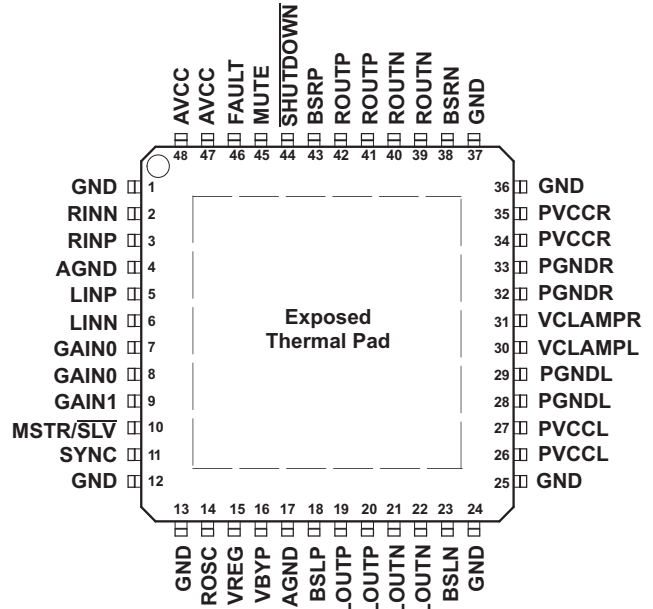 AVCC
AVCC
FAULT
MUTE
SHUTDOWN
BSRP
ROUTP
ROUTP
ROUTN
ROUTN
BSRN
GND
48 47 46 45 44 43 42 41 40 39 38 37
GND 1
RINN 2
RINP 3
AGND 4
LINP 5
LINN 6
GAIN0 7
GAIN0 8
GAIN1 9
MSTR/SLV 10
SYNC 11
GND 12
Exposed
Thermal Pad
36 GND
35 PVCCR
34 PVCCR
33 PGNDR
32 PGNDR
31 VCLAMPR
30 VCLAMPL
29 PGNDL
28 PGNDL
27 PVCCL
26 PVCCL
25 GND
13 14 15 16 17 18 19 20 21 22 23 24
GND
ROSC
VREG
VBYP
AGND
BSLP
LOUTP
LOUTP
LOUTN
LOUTN
BSLN
GND